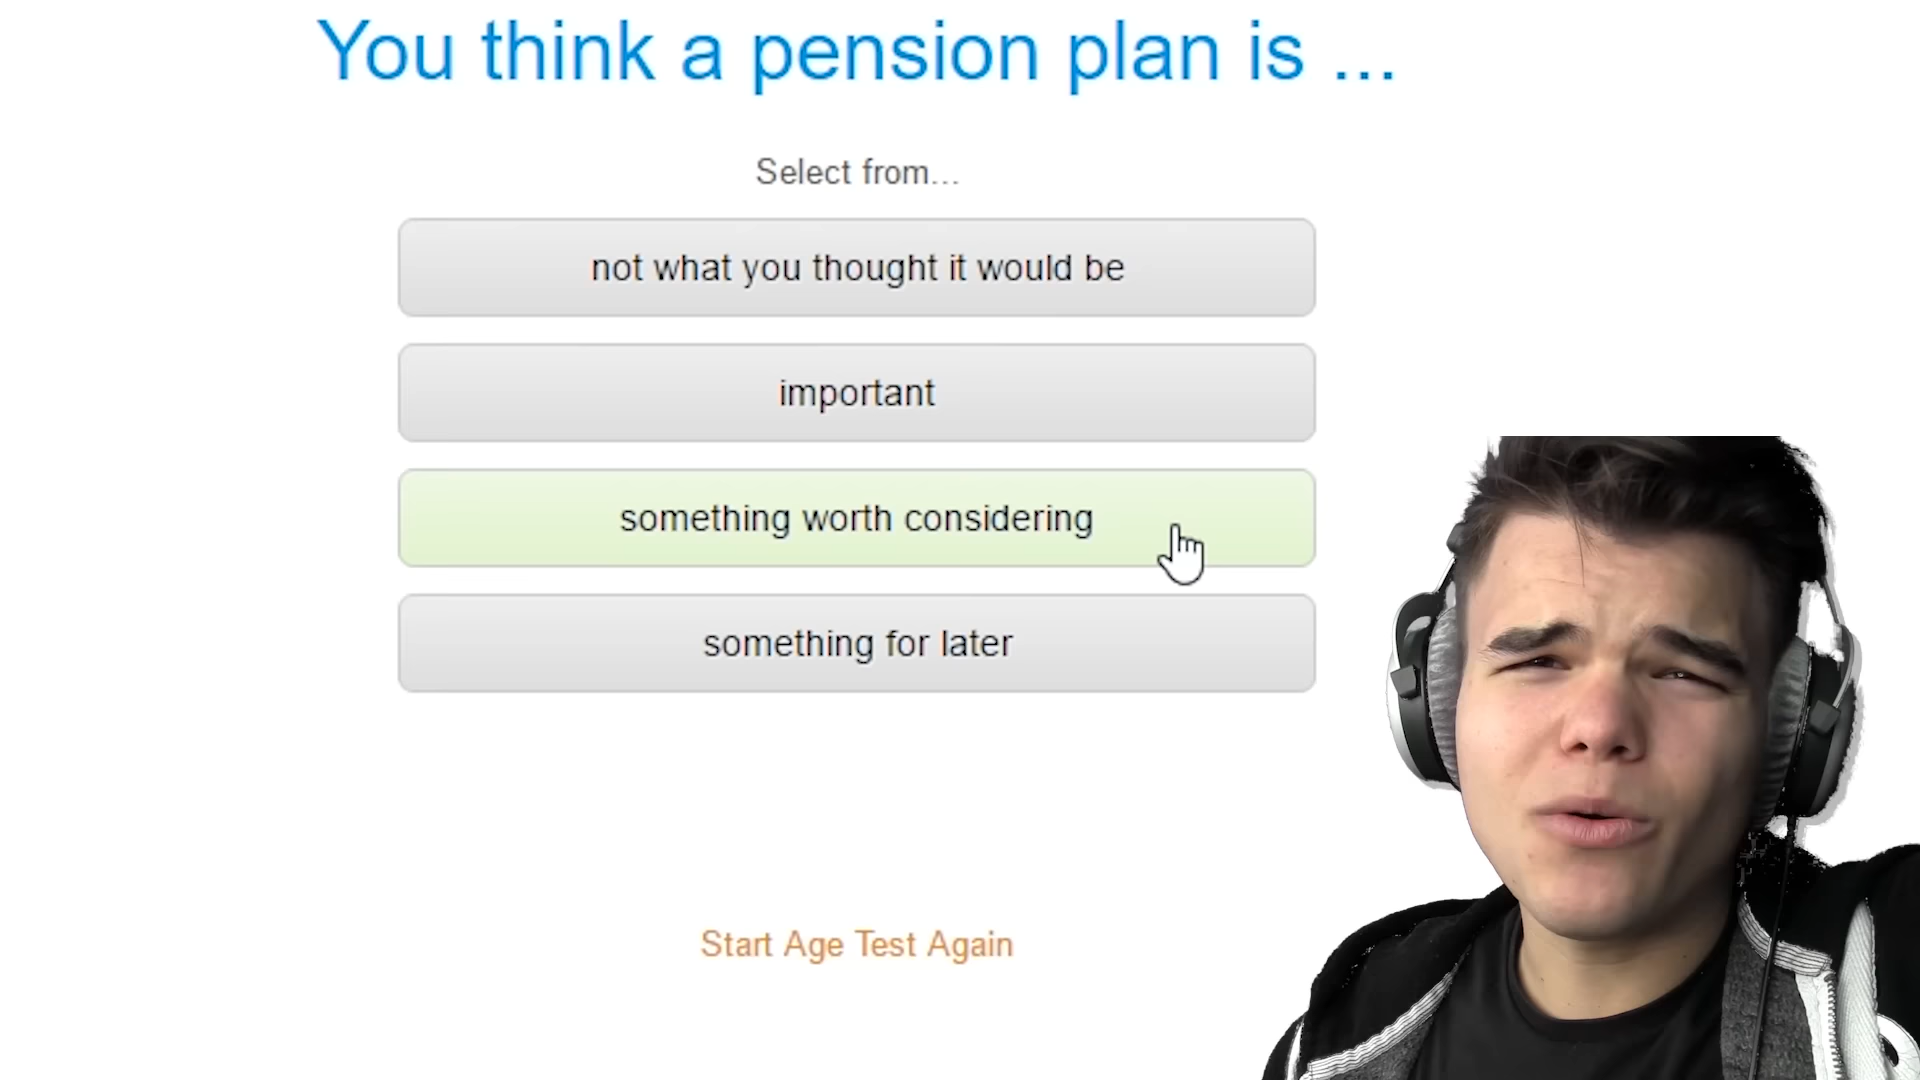 You think a pension plan is ...
Select from...
not what you thought it would be
important
something worth considering
something for later
Start Age Test Again